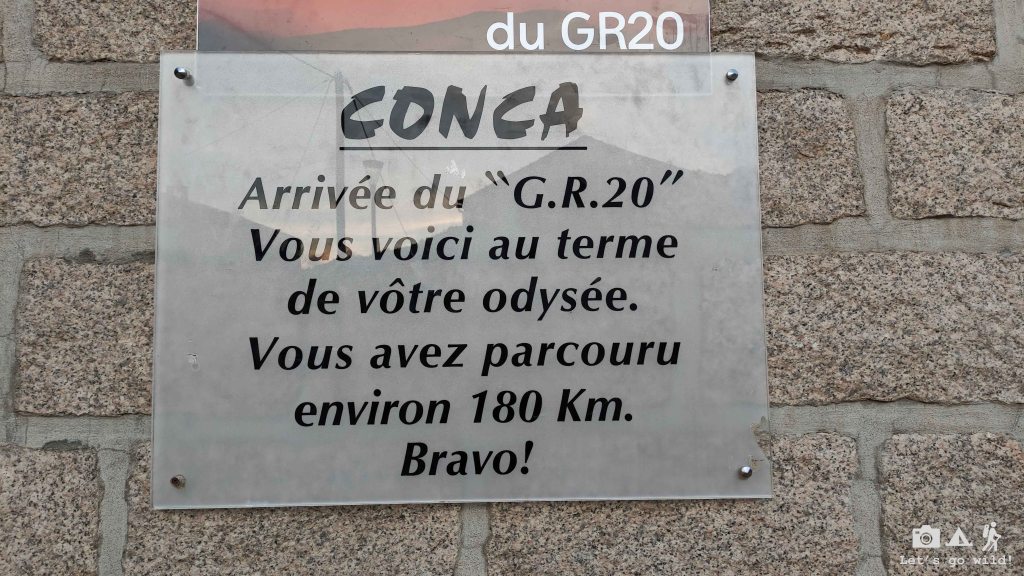 du GR20
CONCA
Arrivée du “G.R.20”
Vous voici au terme
de vôtre odysée.
Vous avez parcouru
environ 180 Km.
Bravo!
Let's go wild!